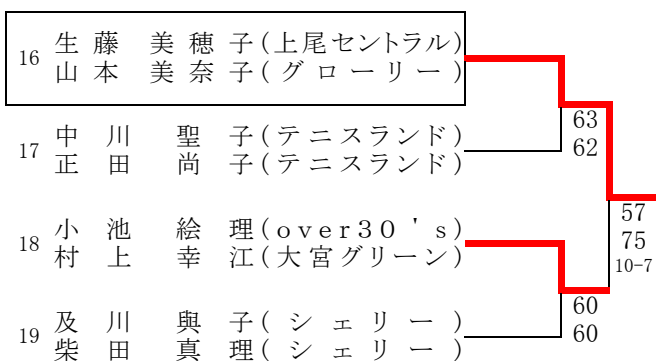 16 生藤 美穂子(上尾セントラル)
山本 美奈子(グローリー)
63
62
17 中川 聖子(テニスランド)
正田 尚子(テニスランド)
57
75
10-7
18 小池 絵理(over30's)
村上 幸江(大宮グリーン)
60
60
19 及川 與子(シェリー)
柴田 真理(シェリー)